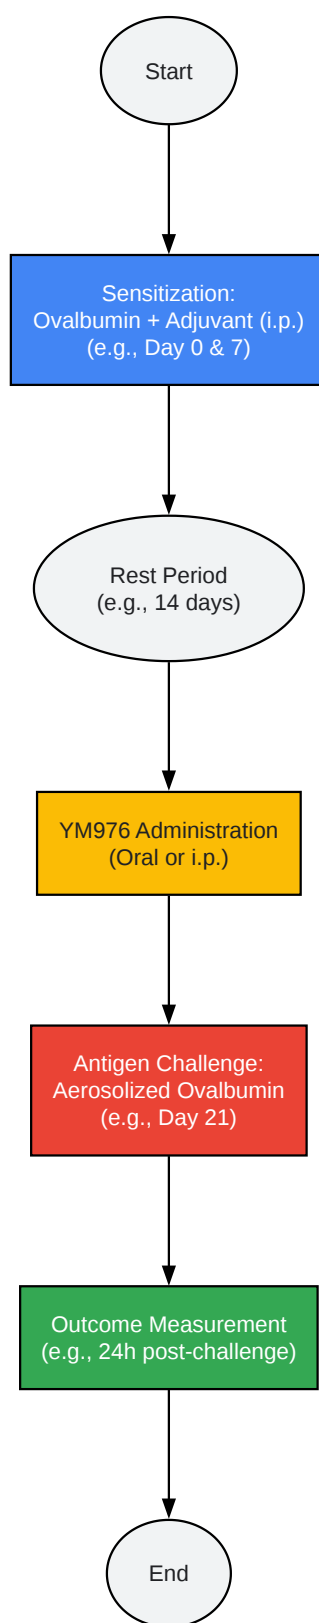 Start
Sensitization:
Ovalbumin + Adjuvant (i.p.)
(e.g., Day 0 & 7)
Rest Period
(e.g., 14 days)
YM976 Administration
(Oral or i.p.)
Antigen Challenge:
Aerosolized Ovalbumin
(e.g., Day 21)
Outcome Measurement
(e.g., 24h post-challenge)
End